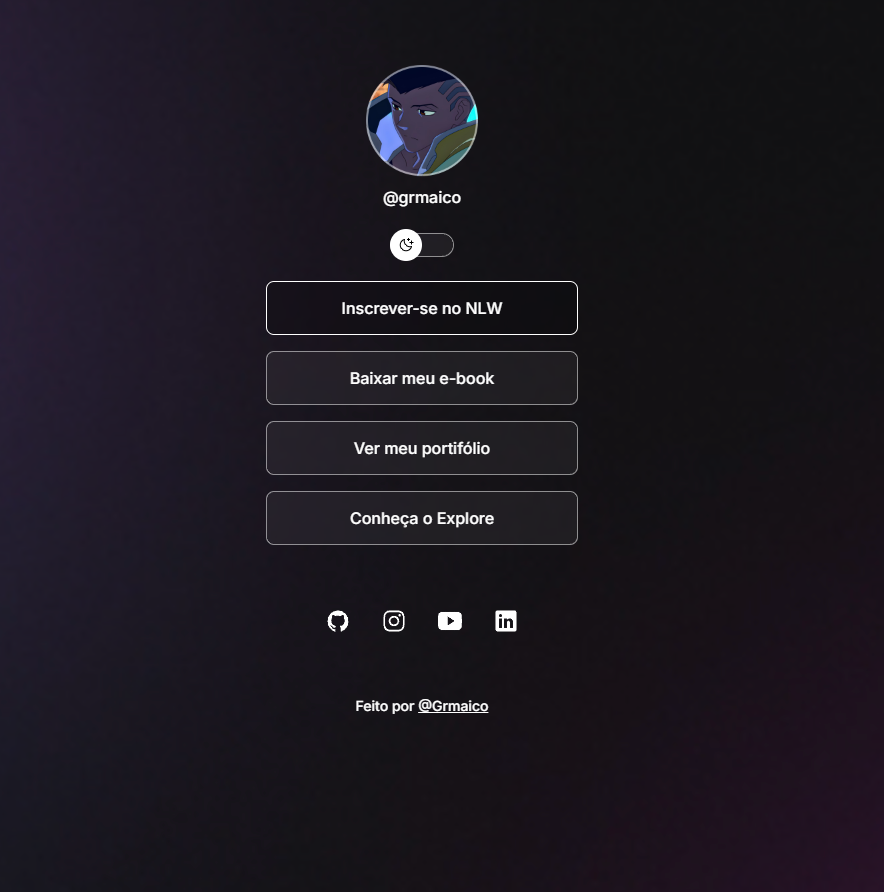 @grmaico
Inscrever-se no NLW
Baixar meu e-book
Ver meu portifólio
Conheça o Explore
Feito por @Grmaico